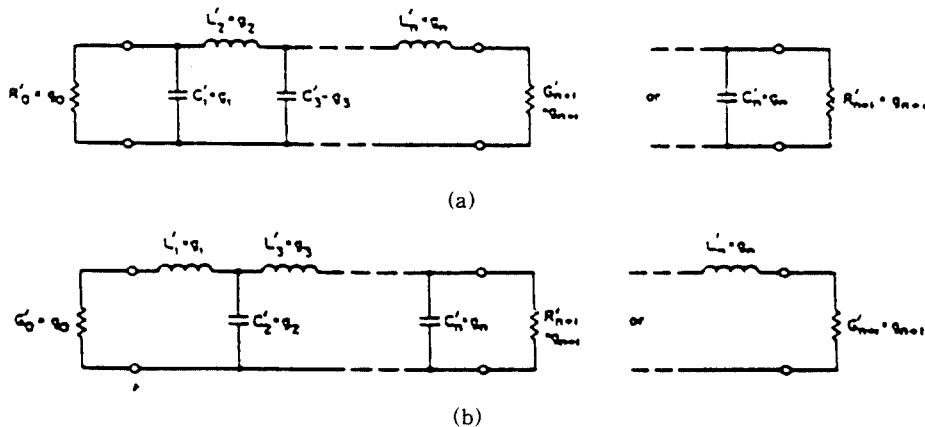 L'₂=g₂
L'ₙ=gₙ
R'₀=g₀
C'₁=g₁
C'₃=g₃
G'ₙ₊₁
=gₙ₊₁
or
C'ₙ=gₙ
R'ₙ₊₁=gₙ₊₁
(a)
L'₁=g₁
L'₃=g₃
L'ₙ=gₙ
G'₀=g₀
C'₂=g₂
C'ₙ=gₙ
R'ₙ₊₁
=gₙ₊₁
or
G'ₙ₊₁=gₙ₊₁
(b)